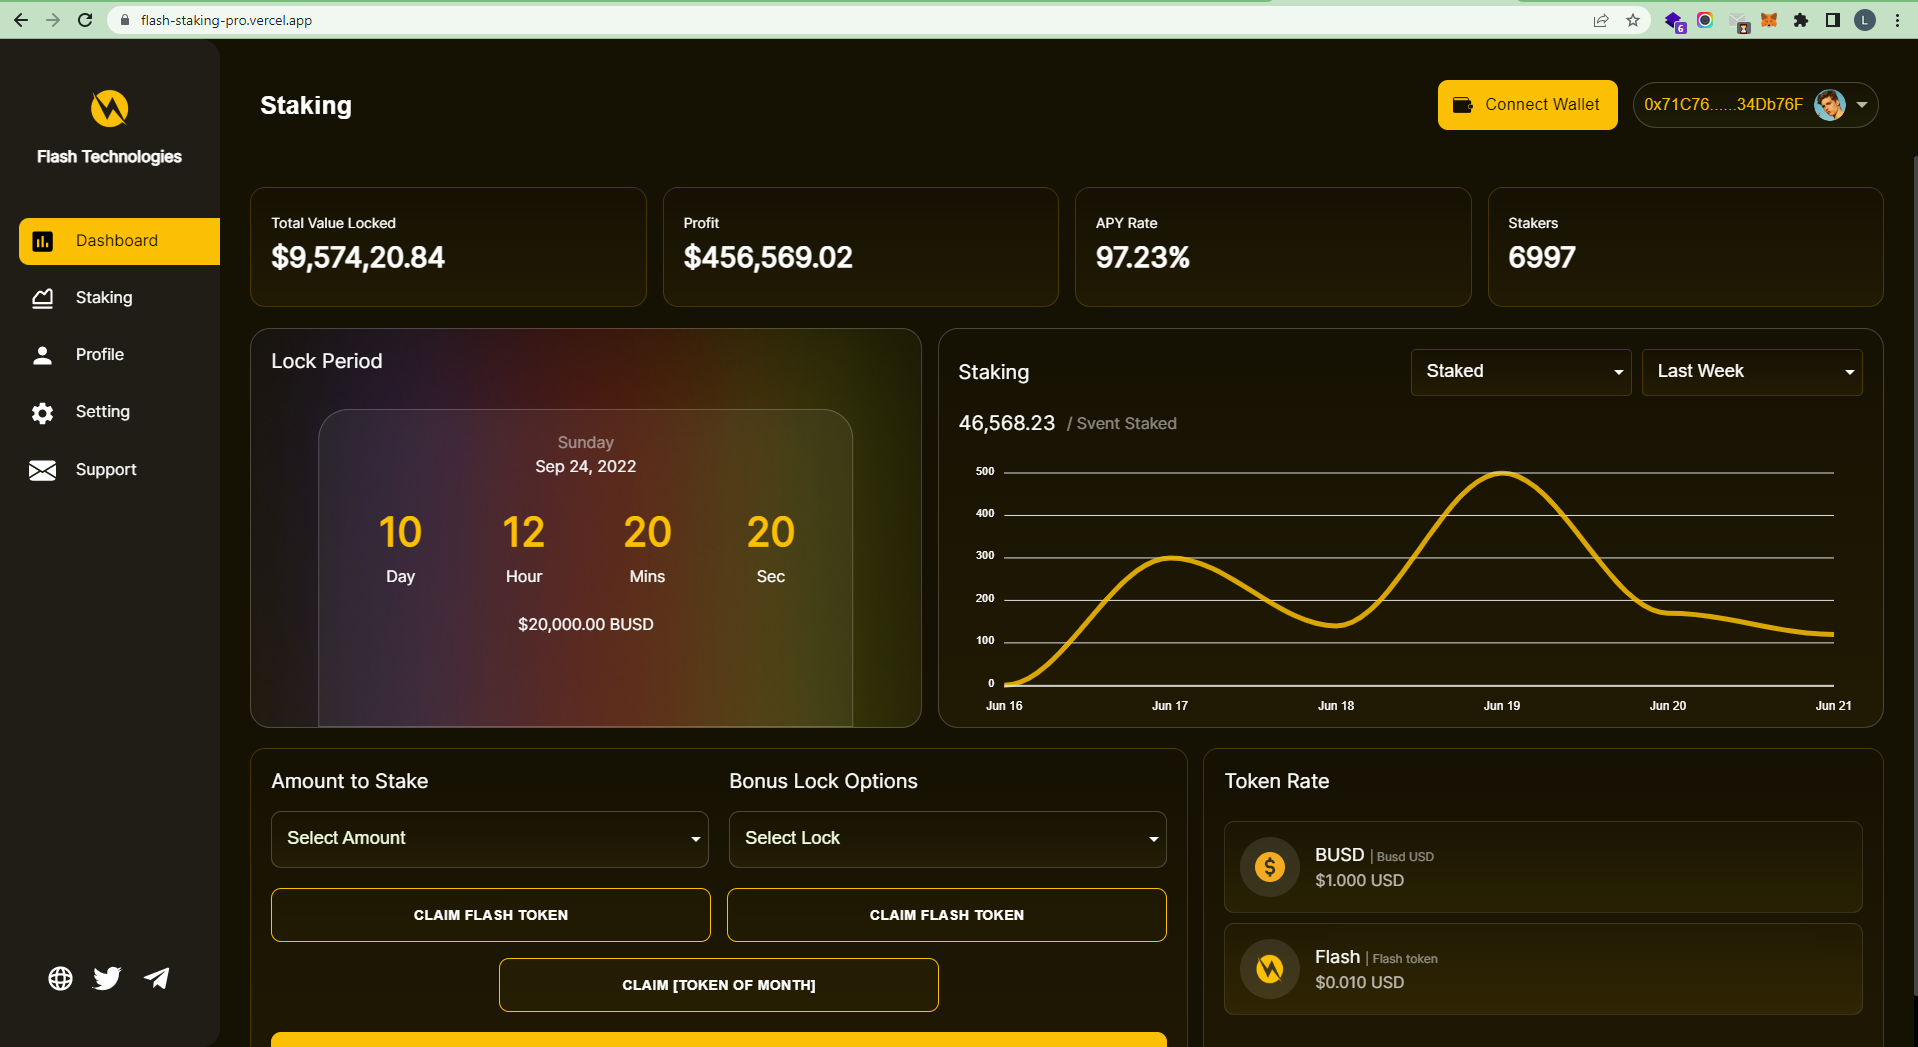 flash-staking-pro.vercel.app
6
L
Flash Technologies
Dashboard
Staking
Profile
Setting
Support
Staking
Connect Wallet
0x71C76......34Db76F
Total Value Locked
$9,574,20.84
Profit
$456,569.02
APY Rate
97.23%
Stakers
6997
Lock Period
Sunday
Sep 24, 2022
10 12 20 20
Day Hour Mins Sec
$20,000.00 BUSD
Staking
Staked
Last Week
46,568.23 / Svent Staked
500
400
300
200
100
0
Jun 16 Jun 17 Jun 18 Jun 19 Jun 20 Jun 21
Amount to Stake
Select Amount
Bonus Lock Options
Select Lock
CLAIM FLASH TOKEN
CLAIM FLASH TOKEN
CLAIM [TOKEN OF MONTH]
Token Rate
$
BUSD | Busd USD
$1.000 USD
Flash | Flash token
$0.010 USD